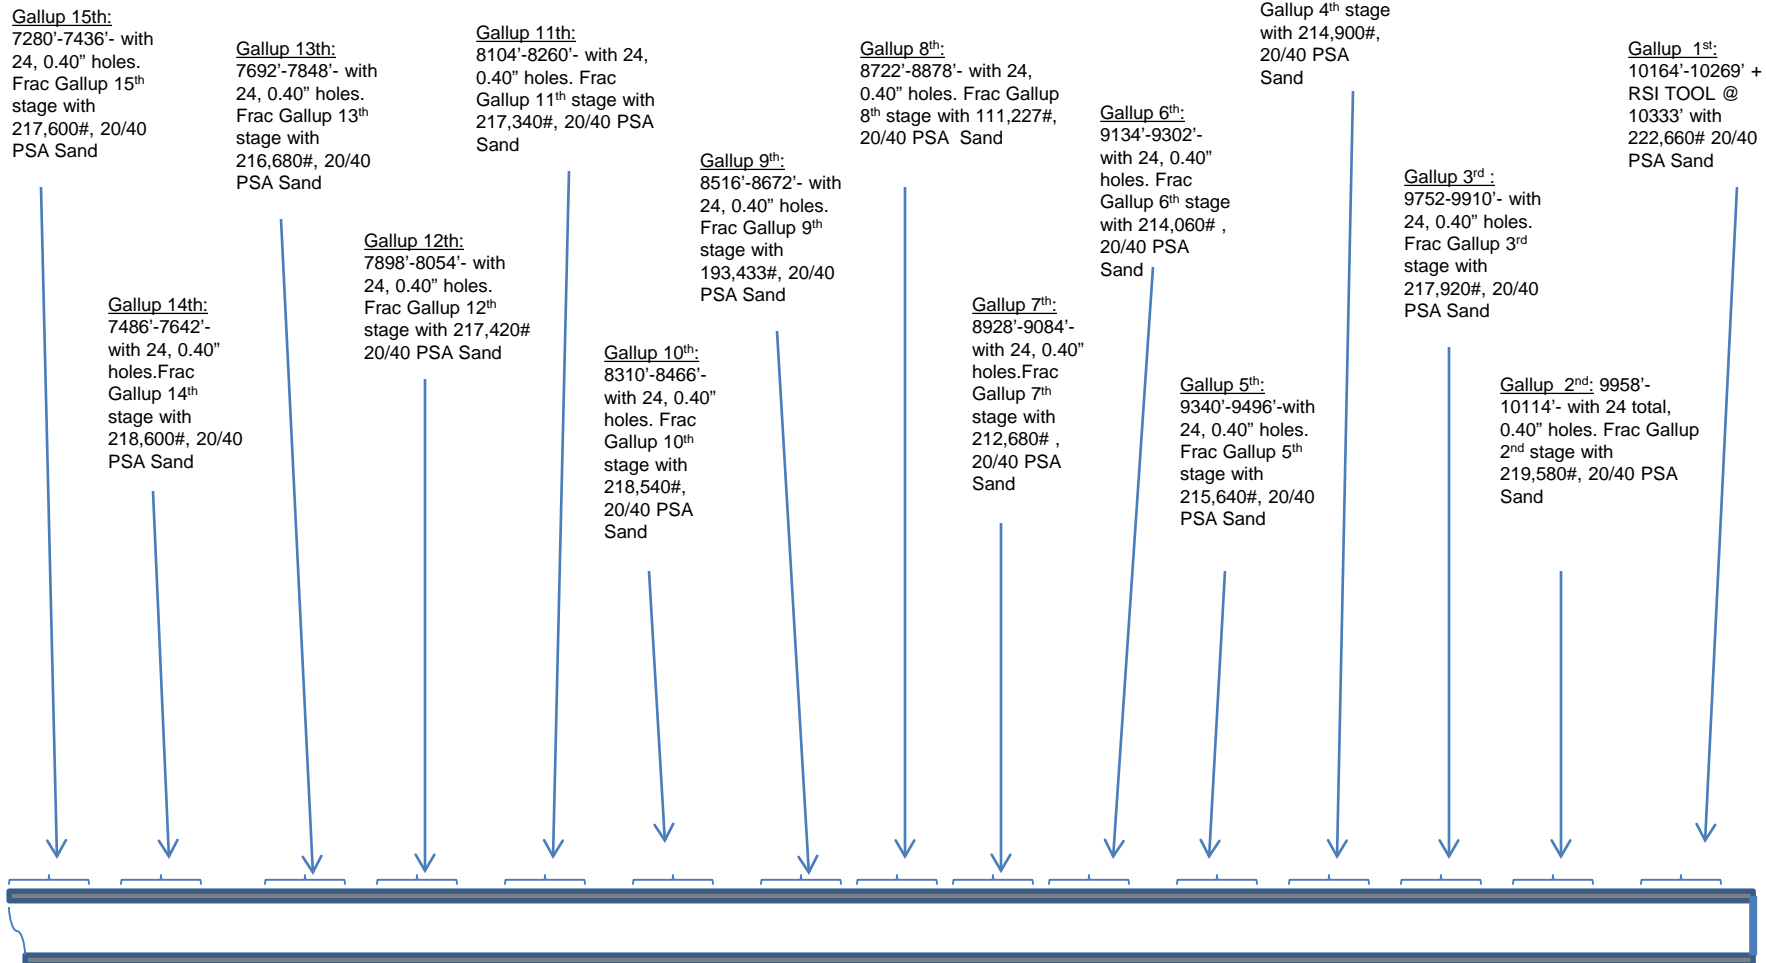 Gallup 15th:
7280’-7436’- with
24, 0.40” holes.
Frac Gallup 15th
stage with
217,600#, 20/40
PSA Sand
Gallup 14th:
7486’-7642’-
with 24, 0.40”
holes.Frac
Gallup 14th
stage with
218,600#, 20/40
PSA Sand
Gallup 13th:
7692’-7848’- with
24, 0.40” holes.
Frac Gallup 13th
stage with
216,680#, 20/40
PSA Sand
Gallup 12th:
7898’-8054’- with
24, 0.40” holes.
Frac Gallup 12th
stage with 217,420#
20/40 PSA Sand
Gallup 11th:
8104’-8260’- with 24,
0.40” holes. Frac
Gallup 11th stage with
217,340#, 20/40 PSA
Sand
Gallup 10th:
8310’-8466’-
with 24, 0.40”
holes. Frac
Gallup 10th
stage with
218,540#,
20/40 PSA
Sand
Gallup 9th:
8516’-8672’- with
24, 0.40” holes.
Frac Gallup 9th
stage with
193,433#, 20/40
PSA Sand
Gallup 8th:
8722’-8878’- with 24,
0.40” holes. Frac Gallup
8th stage with 111,227#,
20/40 PSA Sand
Gallup 7th:
8928’-9084’-
with 24, 0.40”
holes.Frac
Gallup 7th
stage with
212,680# ,
20/40 PSA
Sand
Gallup 6th:
9134’-9302’-
with 24, 0.40”
holes. Frac
Gallup 6th stage
with 214,060# ,
20/40 PSA
Sand
Gallup 5th:
9340’-9496’-with
24, 0.40” holes.
Frac Gallup 5th
stage with
215,640#, 20/40
PSA Sand
Gallup 4th stage
with 214,900#,
20/40 PSA
Sand
Gallup 3rd :
9752-9910’- with
24, 0.40” holes.
Frac Gallup 3rd
stage with
217,920#, 20/40
PSA Sand
Gallup 2nd: 9958’-
10114’- with 24 total,
0.40” holes. Frac Gallup
2nd stage with
219,580#, 20/40 PSA
Sand
Gallup 1st:
10164’-10269’ +
RSI TOOL @
10333’ with
222,660# 20/40
PSA Sand